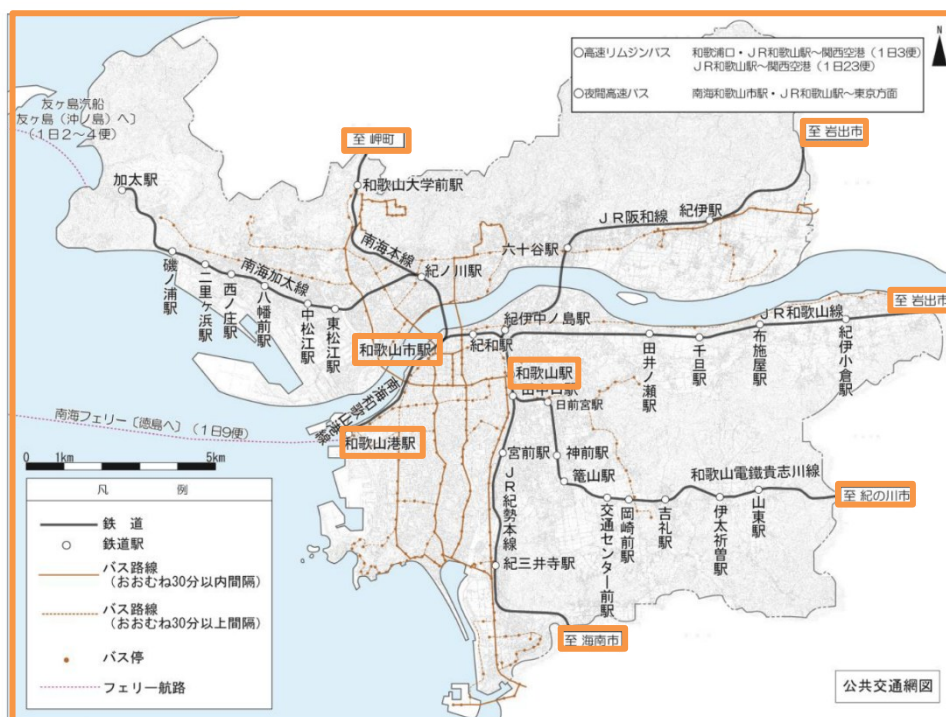 ○高速リムジンバス 和歌浦口・JR和歌山駅～関西空港(1日3便)
JR和歌山駅～関西空港(1日23便)
○夜間高速バス 南海和歌山市駅・JR和歌山駅～東京方面
N
友ヶ島汽船
友ヶ島(沖ノ島)へ〕
(1日2～4便)
至 岬町
至 岩出市
加太駅
和歌山大学前駅
JR阪和線
紀伊駅
南海本線
六十谷駅
南海加太線
紀ノ川駅
磯ノ浦駅
二里ヶ浜駅
西ノ庄駅
八幡前駅
中松江駅
東松江駅
至 岩出市
JR和歌山線
紀伊中ノ島駅
紀和駅
和歌山市駅
田井ノ瀬駅
千旦駅
布施屋駅
紀伊小倉駅
和歌山駅
田中口駅
日前宮駅
南海和歌山港線
南海フェリー〔徳島へ〕(1日9便)
和歌山港駅
宮前駅
神前駅
竈山駅
JR紀勢本線
和歌山電鐵貴志川線
至 紀の川市
交通センター前駅
岡崎前駅
吉礼駅
伊太祈曽駅
山東駅
紀三井寺駅
至 海南市
0 1km 5km
凡 例
鉄 道
鉄道駅
バス路線
(おおむね30分以内間隔)
バス路線
(おおむね30分以上間隔)
バス停
フェリー航路
公共交通網図